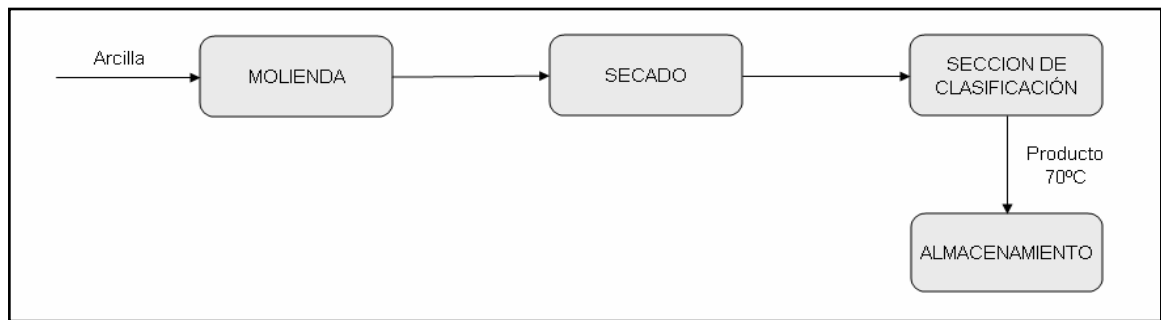 Arcilla
MOLIENDA
SECADO
SECCION DE
CLASIFICACIÓN
Producto
70ºC
ALMACENAMIENTO